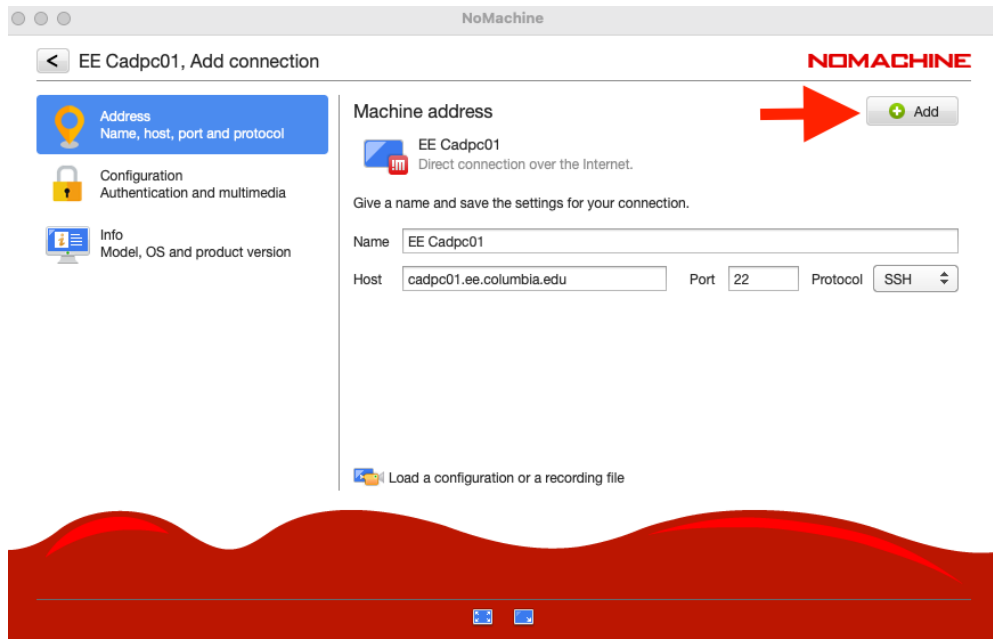 NoMachine
< EE Cadpc01, Add connection
NOMACHINE
Address
Name, host, port and protocol
Configuration
Authentication and multimedia
Info
Model, OS and product version
Machine address
Add
EE Cadpc01
!m
Direct connection over the Internet.
Give a name and save the settings for your connection.
Name EE Cadpc01
Host cadpc01.ee.columbia.edu Port 22 Protocol SSH
Load a configuration or a recording file